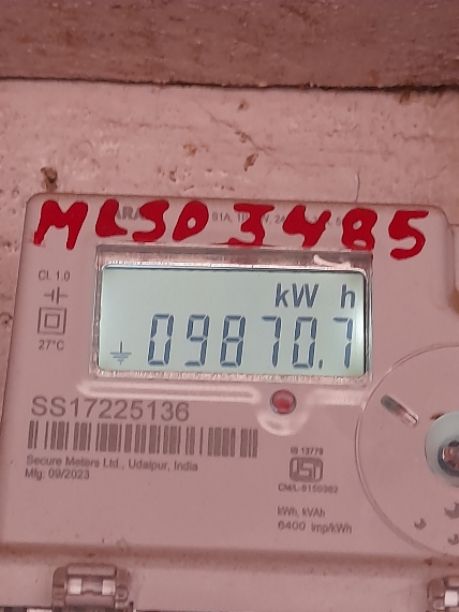 MLSD 3485
CL 1.0
27°C
kW h
09870.7
SS17225136
Secure Meters Ltd., Udaipur, India
Mfg: 09/2023
IS 13779
ISI
kWh, kVAh
6400 imp/kWh